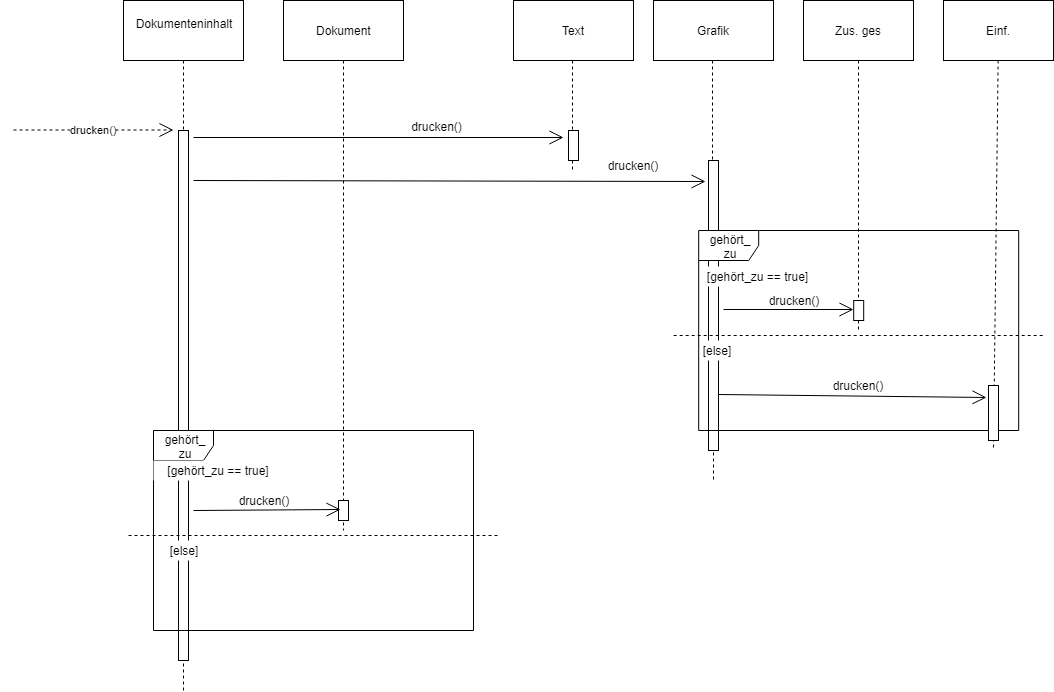 Dokumenteninhalt
Dokument
Text
Grafik
Zus. ges
Einf.
drucken()
drucken()
drucken()
gehört_
zu
[gehört_zu == true]
drucken()
[else]
drucken()
gehört_
zu
[gehört_zu == true]
drucken()
[else]